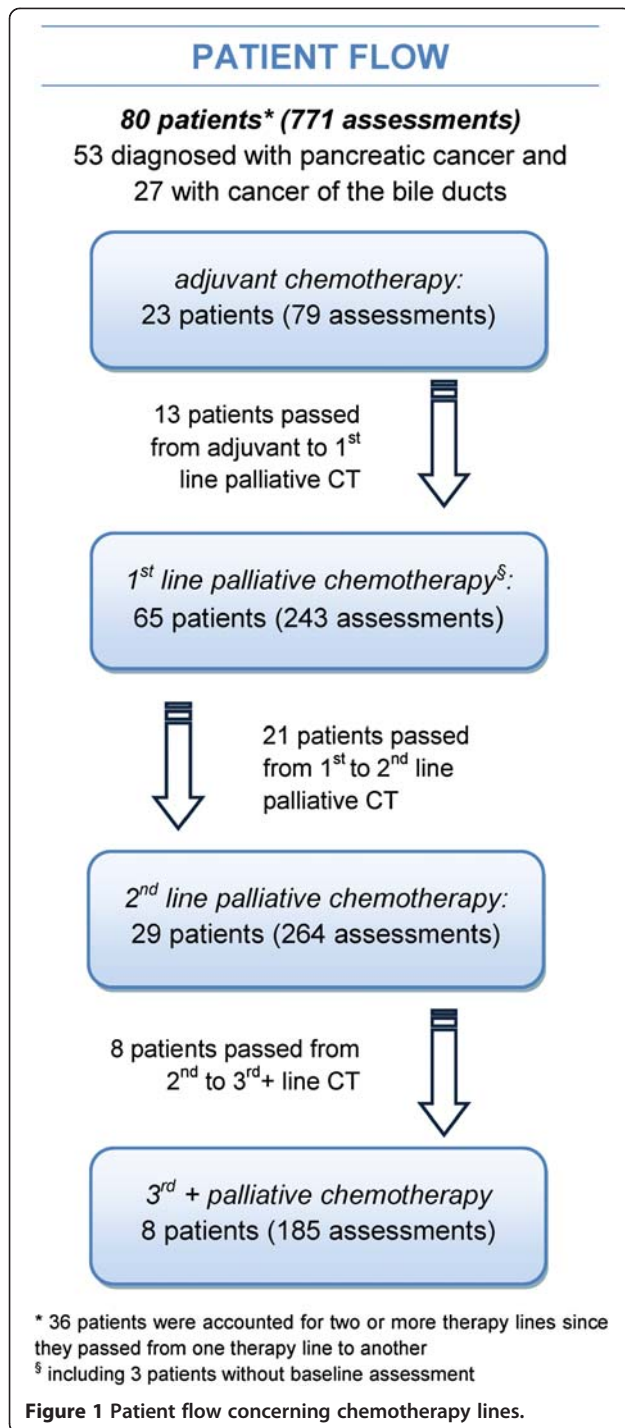 PATIENT FLOW
80 patients* (771 assessments)
53 diagnosed with pancreatic cancer and
27 with cancer of the bile ducts
adjuvant chemotherapy:
23 patients (79 assessments)
13 patients passed
from adjuvant to 1st
line palliative CT
1st line palliative chemotherapy§:
65 patients (243 assessments)
21 patients passed
from 1st to 2nd line
palliative CT
2nd line palliative chemotherapy:
29 patients (264 assessments)
8 patients passed from
2nd to 3rd+ line CT
3rd + palliative chemotherapy
8 patients (185 assessments)
* 36 patients were accounted for two or more therapy lines since
they passed from one therapy line to another
§ including 3 patients without baseline assessment
Figure 1 Patient flow concerning chemotherapy lines.